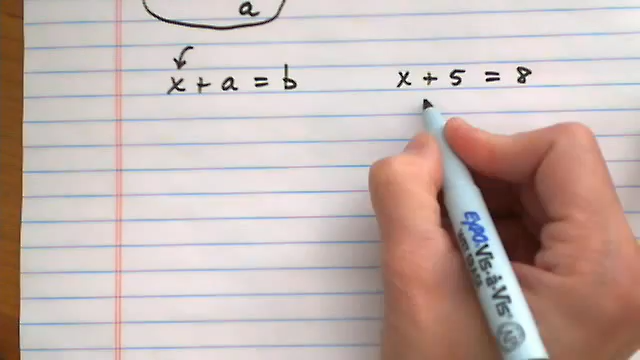 a
x + a = b
x + 5 = 8
EXPO Vis-à-Vis